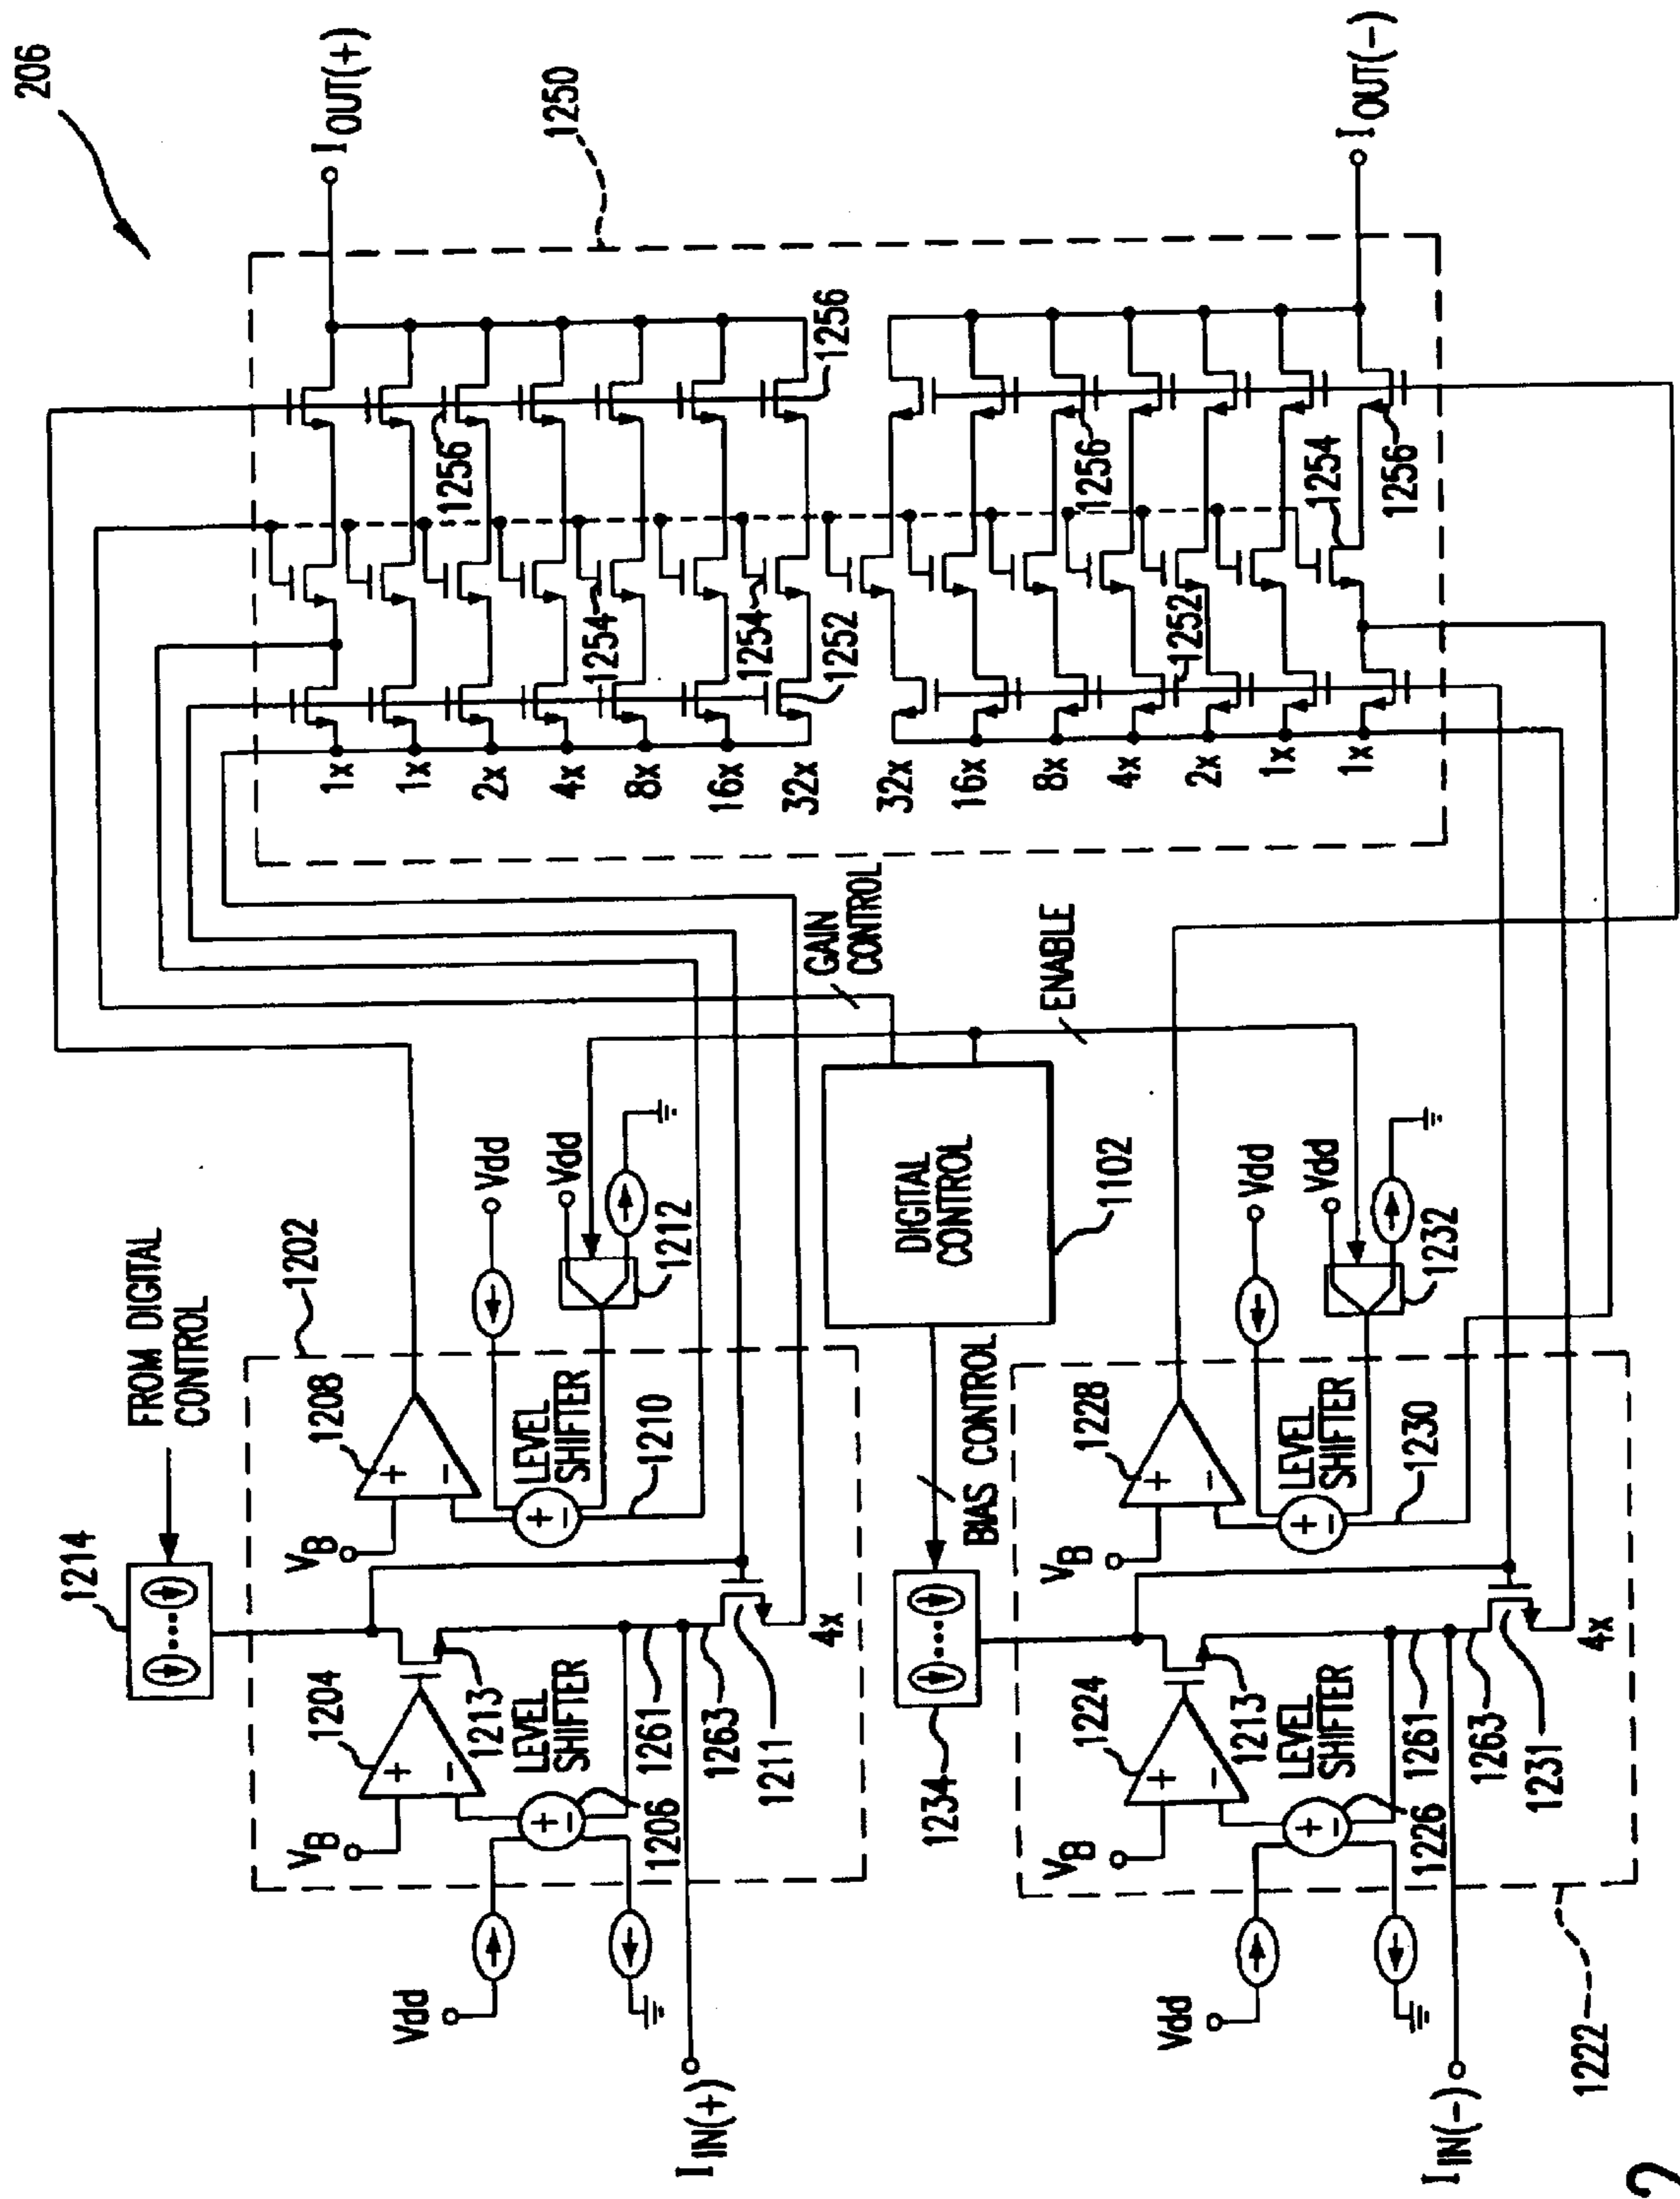 206
I OUT(+)
1250
1256
1256
1254
1254
1252
1x
1x
2x
4x
8x
16x
32x
32x
16x
8x
4x
2x
1x
1x
1256
1252
1254
1256
I OUT(-)
GAIN CONTROL
ENABLE
FROM DIGITAL CONTROL
1214
1202
1208
+
-
VB
LEVEL SHIFTER
+
-
1210
Vdd
Vdd
1212
1204
+
-
VB
1213
LEVEL SHIFTER
+
-
1206
1261
1263
1211
4x
Vdd
I IN(+)
DIGITAL CONTROL
1102
BIAS CONTROL
1234
1228
+
-
VB
LEVEL SHIFTER
+
-
1230
Vdd
Vdd
1232
1224
+
-
VB
1213
LEVEL SHIFTER
+
-
1226
1261
1263
1231
4x
Vdd
I IN(-)
1222